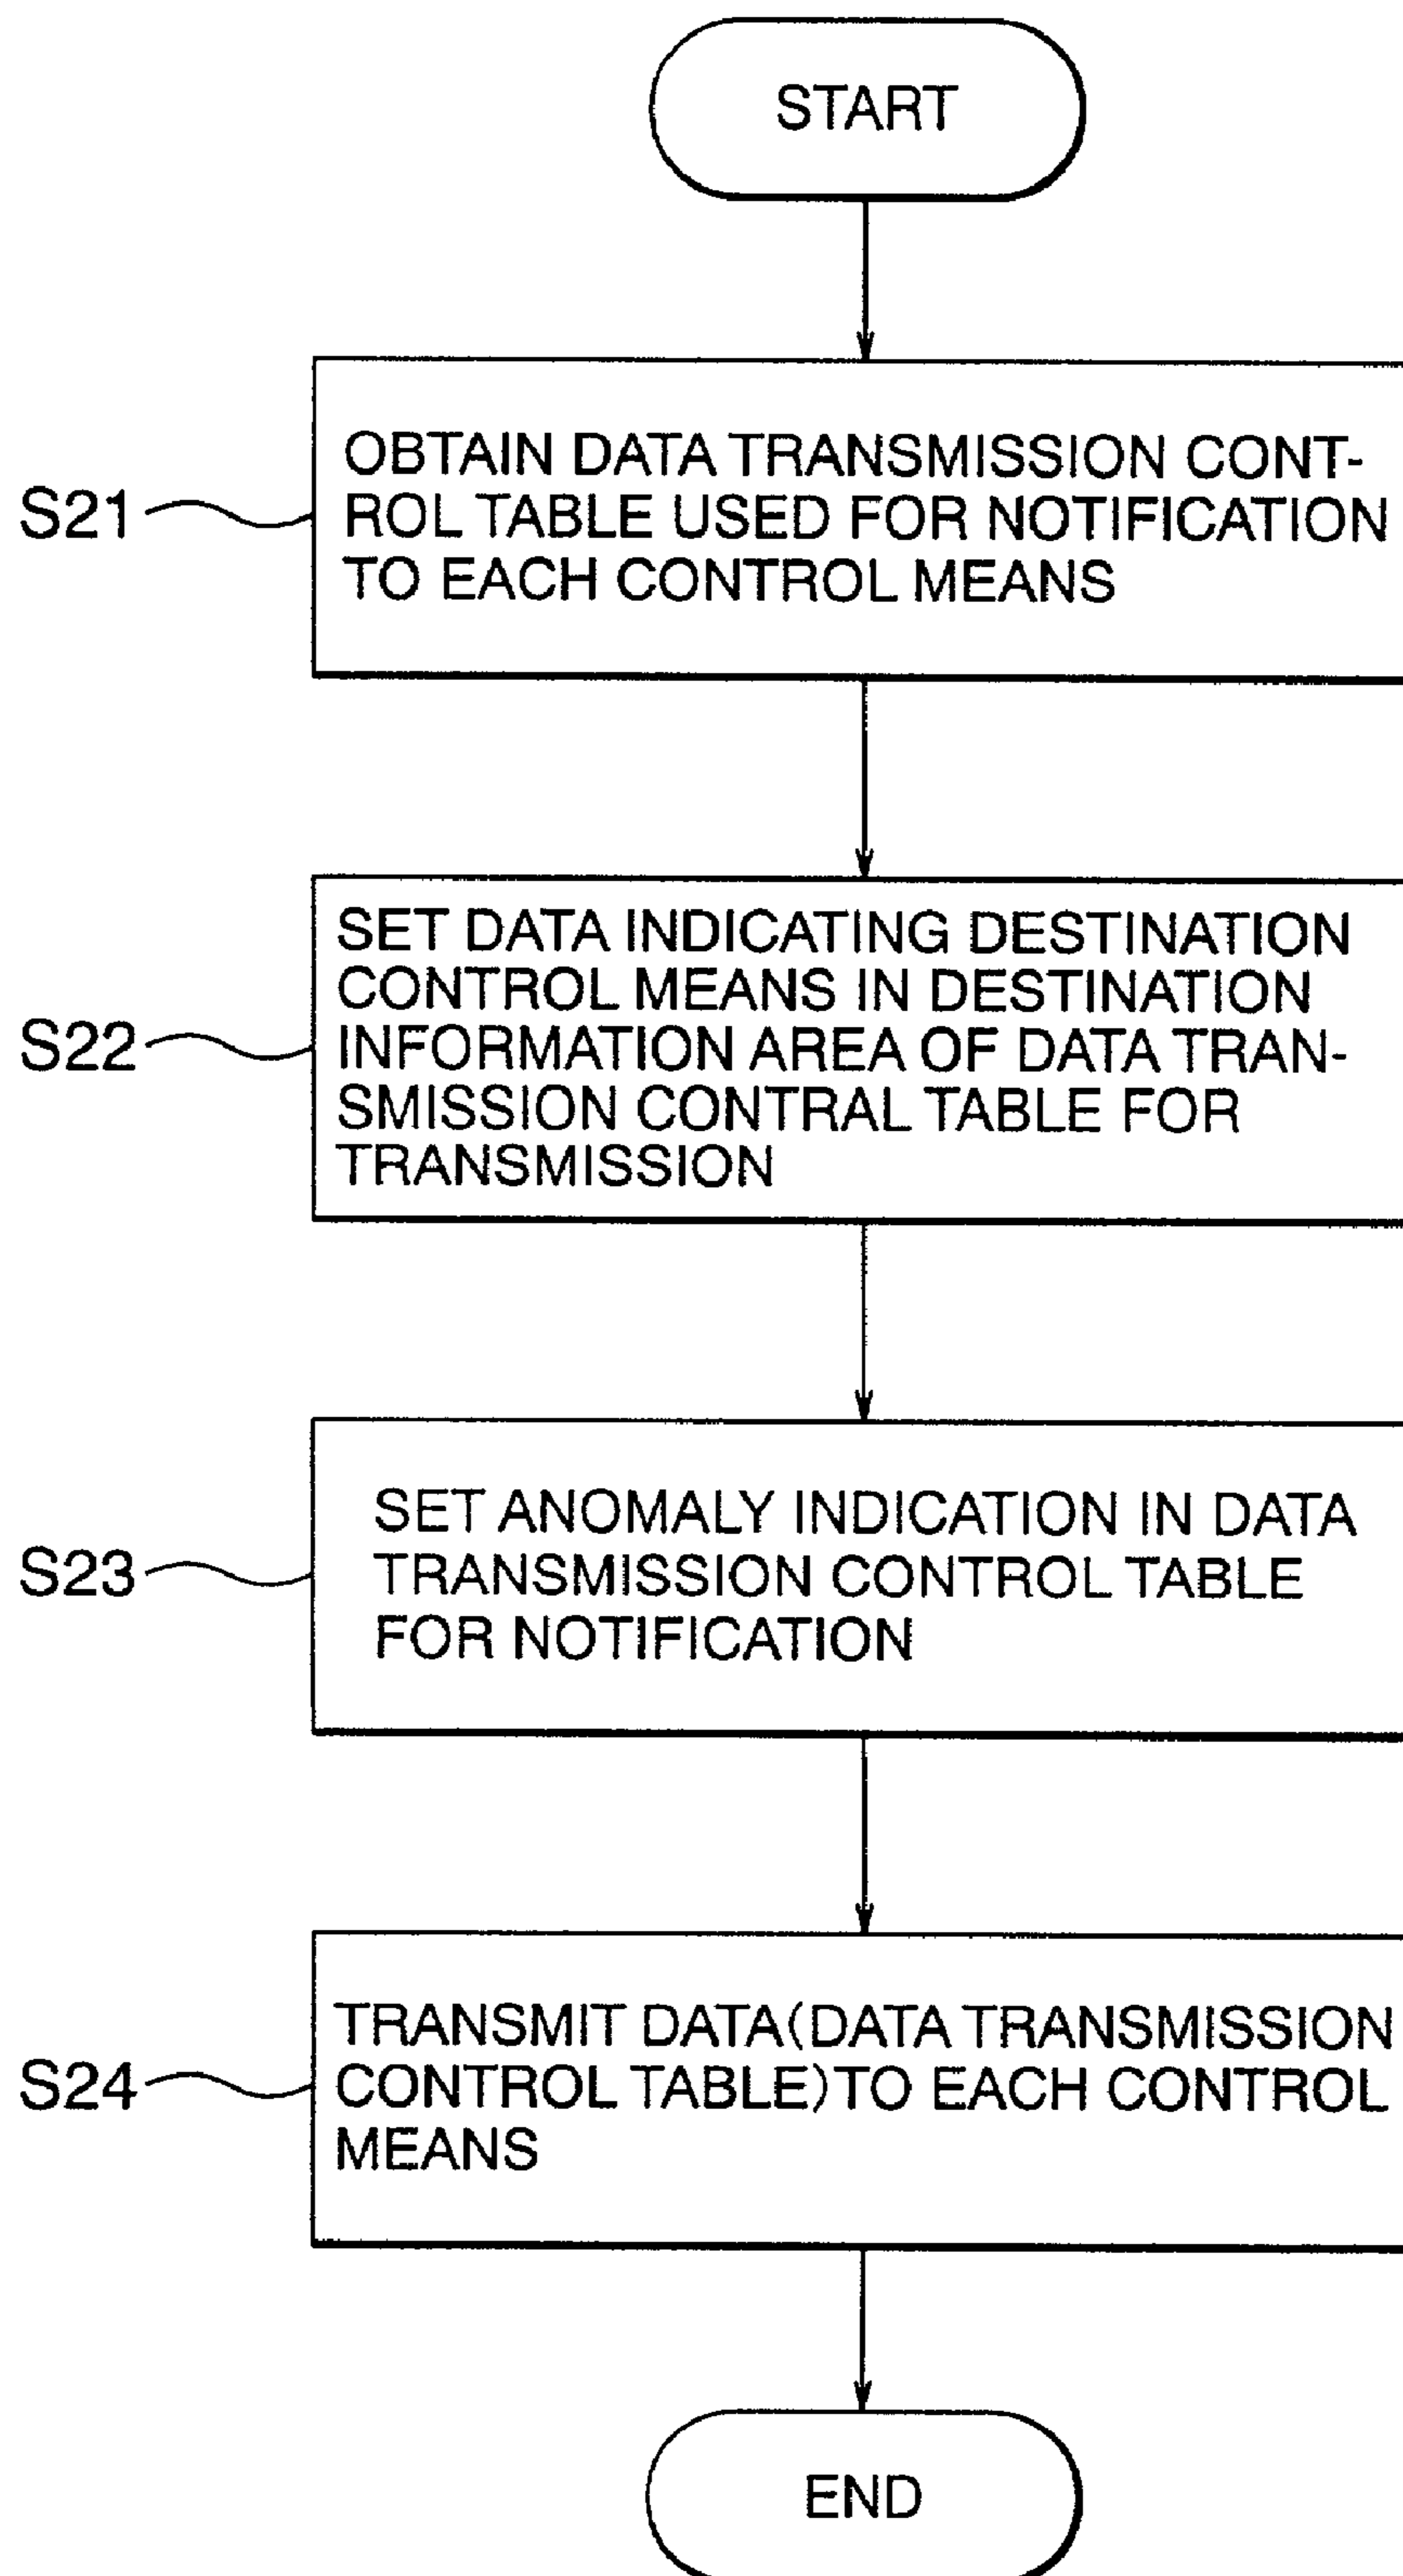 START
S21
OBTAIN DATA TRANSMISSION CONT-
ROL TABLE USED FOR NOTIFICATION
TO EACH CONTROL MEANS
S22
SET DATA INDICATING DESTINATION
CONTROL MEANS IN DESTINATION
INFORMATION AREA OF DATA TRAN-
SMISSION CONTRAL TABLE FOR
TRANSMISSION
S23
SET ANOMALY INDICATION IN DATA
TRANSMISSION CONTROL TABLE
FOR NOTIFICATION
S24
TRANSMIT DATA(DATA TRANSMISSION
CONTROL TABLE)TO EACH CONTROL
MEANS
END